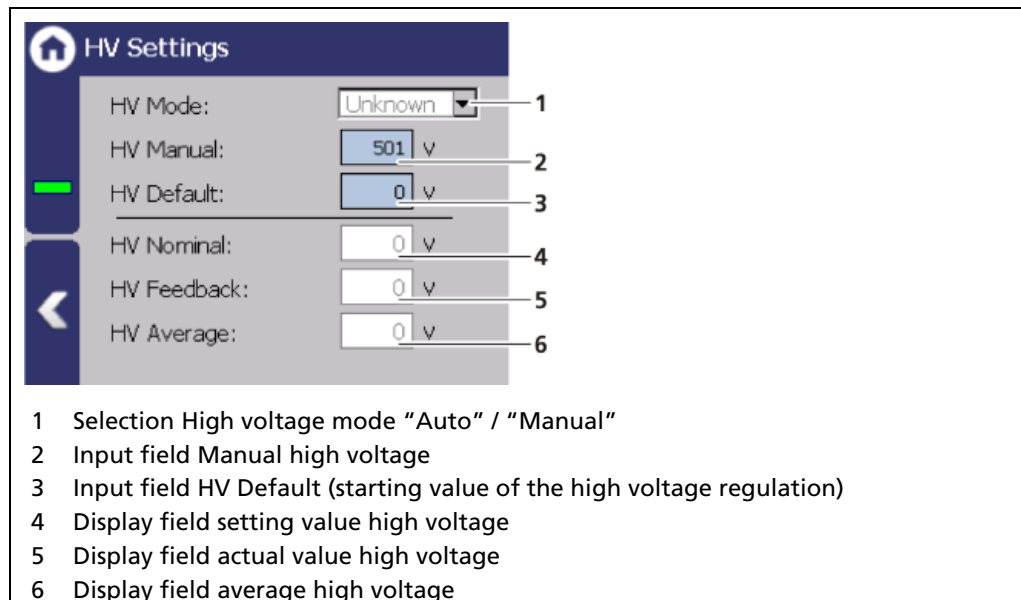 HV Settings
HV Mode: Unknown 1
HV Manual: 501 V 2
HV Default: 0 V 3
HV Nominal: 0 V 4
HV Feedback: 0 V 5
HV Average: 0 V 6
1 Selection High voltage mode “Auto” / “Manual”
2 Input field Manual high voltage
3 Input field HV Default (starting value of the high voltage regulation)
4 Display field setting value high voltage
5 Display field actual value high voltage
6 Display field average high voltage